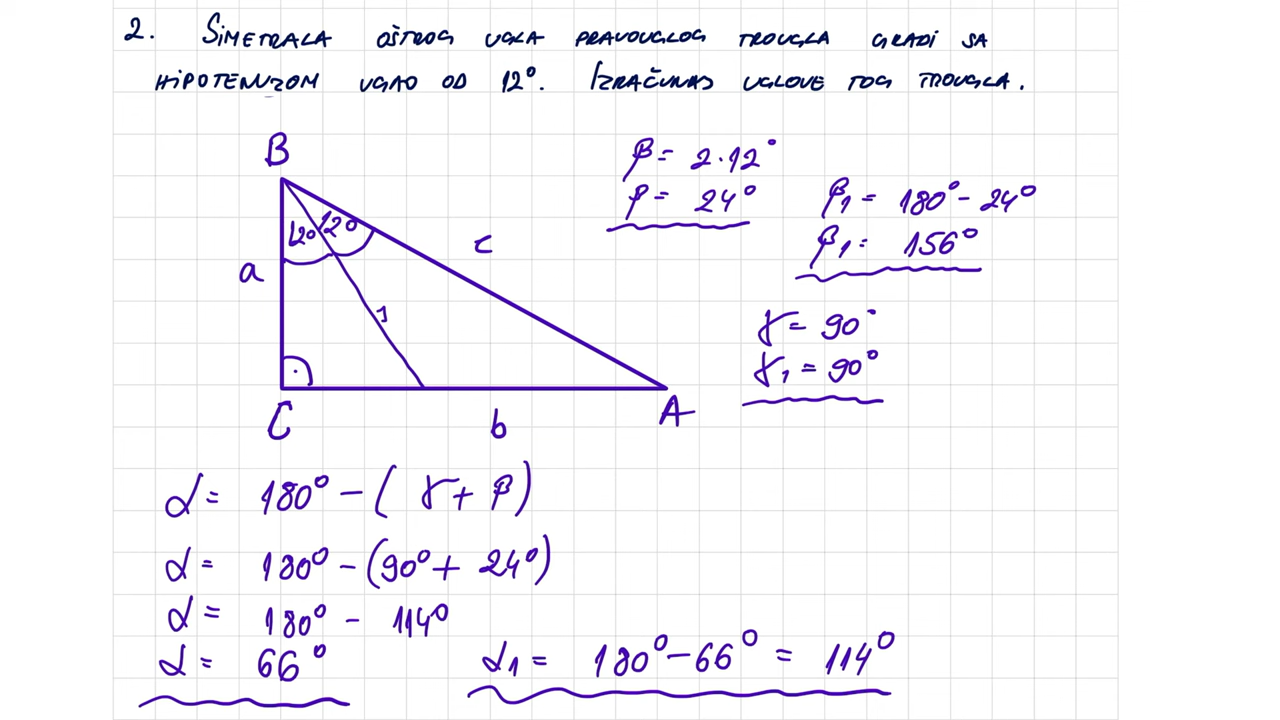 2. SIMETRALA OŠTROG UGLA PRAVOUGLOG TROUGLA GRADI SA
HIPOTENUZOM UGAO OD 12°. IZRAČUNAS UGLOVE TOG TROUGLA.
B
β = 2·12°
β = 24°
β₁ = 180° - 24°
β₁ = 156°
12° 12°
c
a
s
γ = 90°
γ₁ = 90°
C
b
A
α = 180° - ( γ + β )
α = 180° - (90° + 24°)
α = 180° - 114°
α = 66°
α₁ = 180° - 66° = 114°